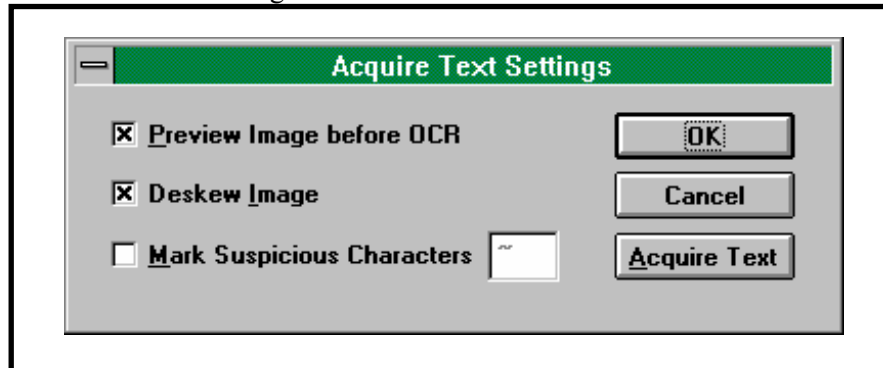 Acquire Text Settings
Preview Image before OCR
OK
Deskew Image
Cancel
Mark Suspicious Characters ~
Acquire Text